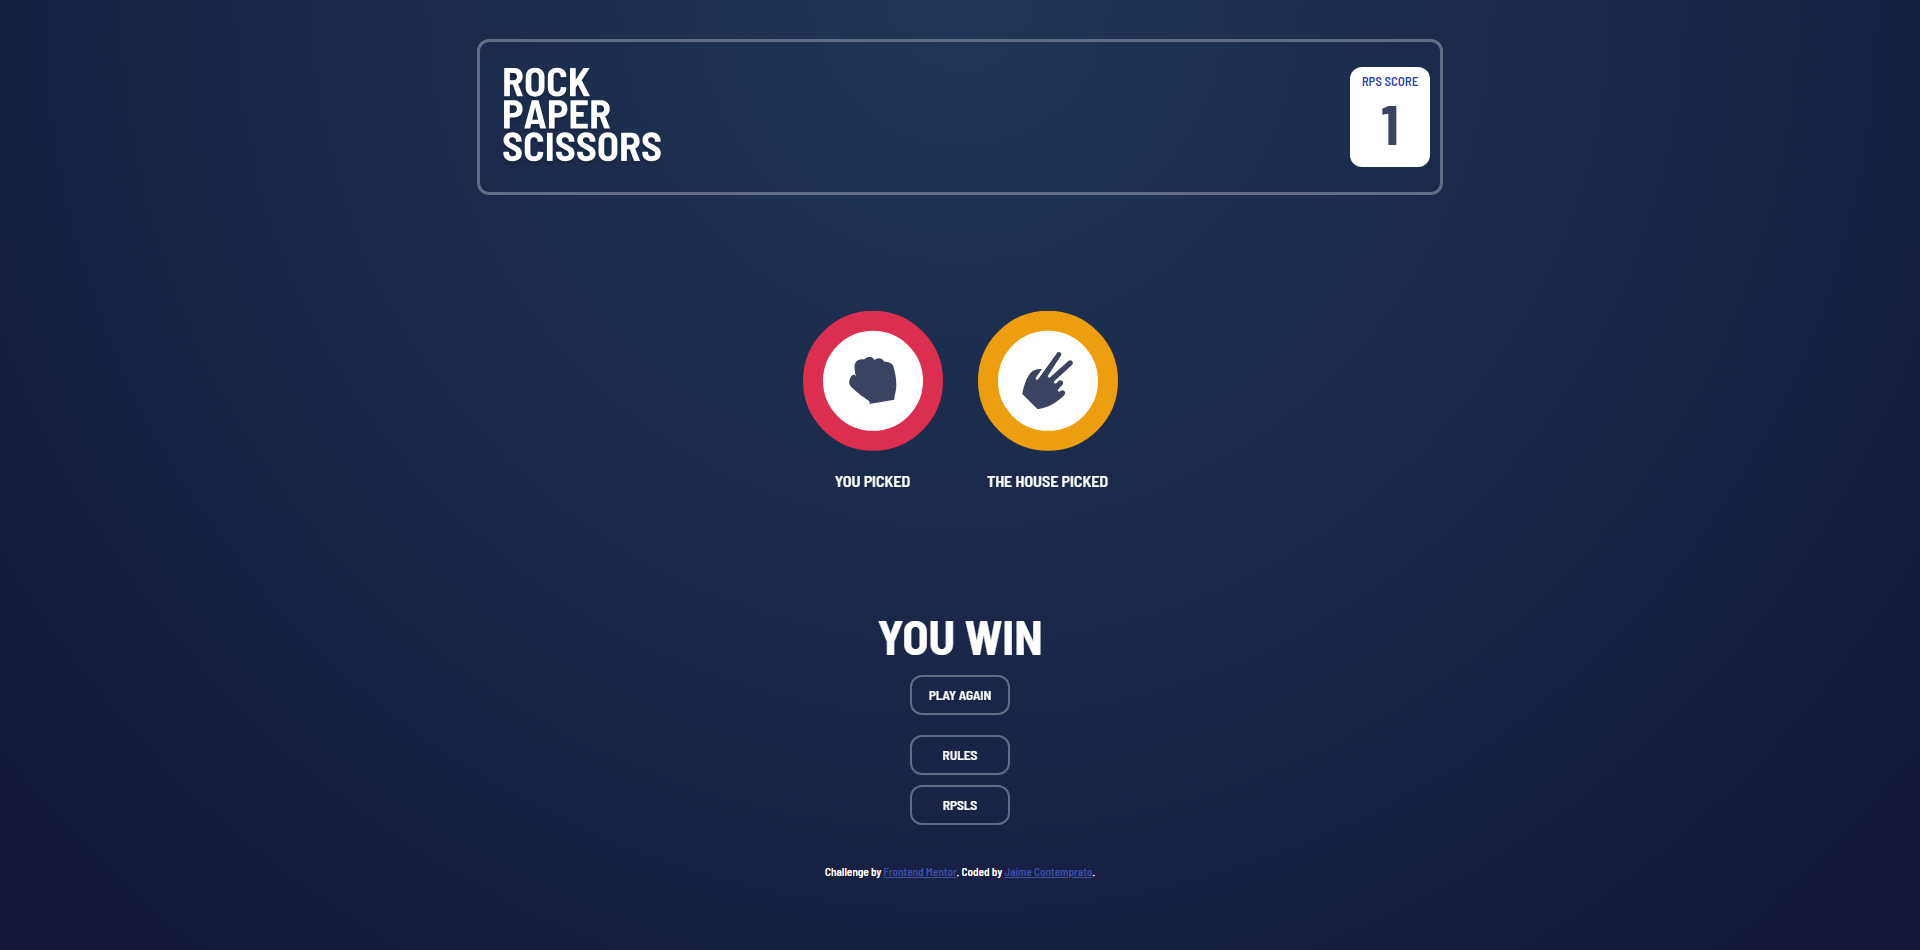 ROCK
PAPER
SCISSORS
RPS SCORE
1
YOU PICKED
THE HOUSE PICKED
YOU WIN
PLAY AGAIN
RULES
RPSLS
Challenge by Frontend Mentor. Coded by Jaime Contemprato.